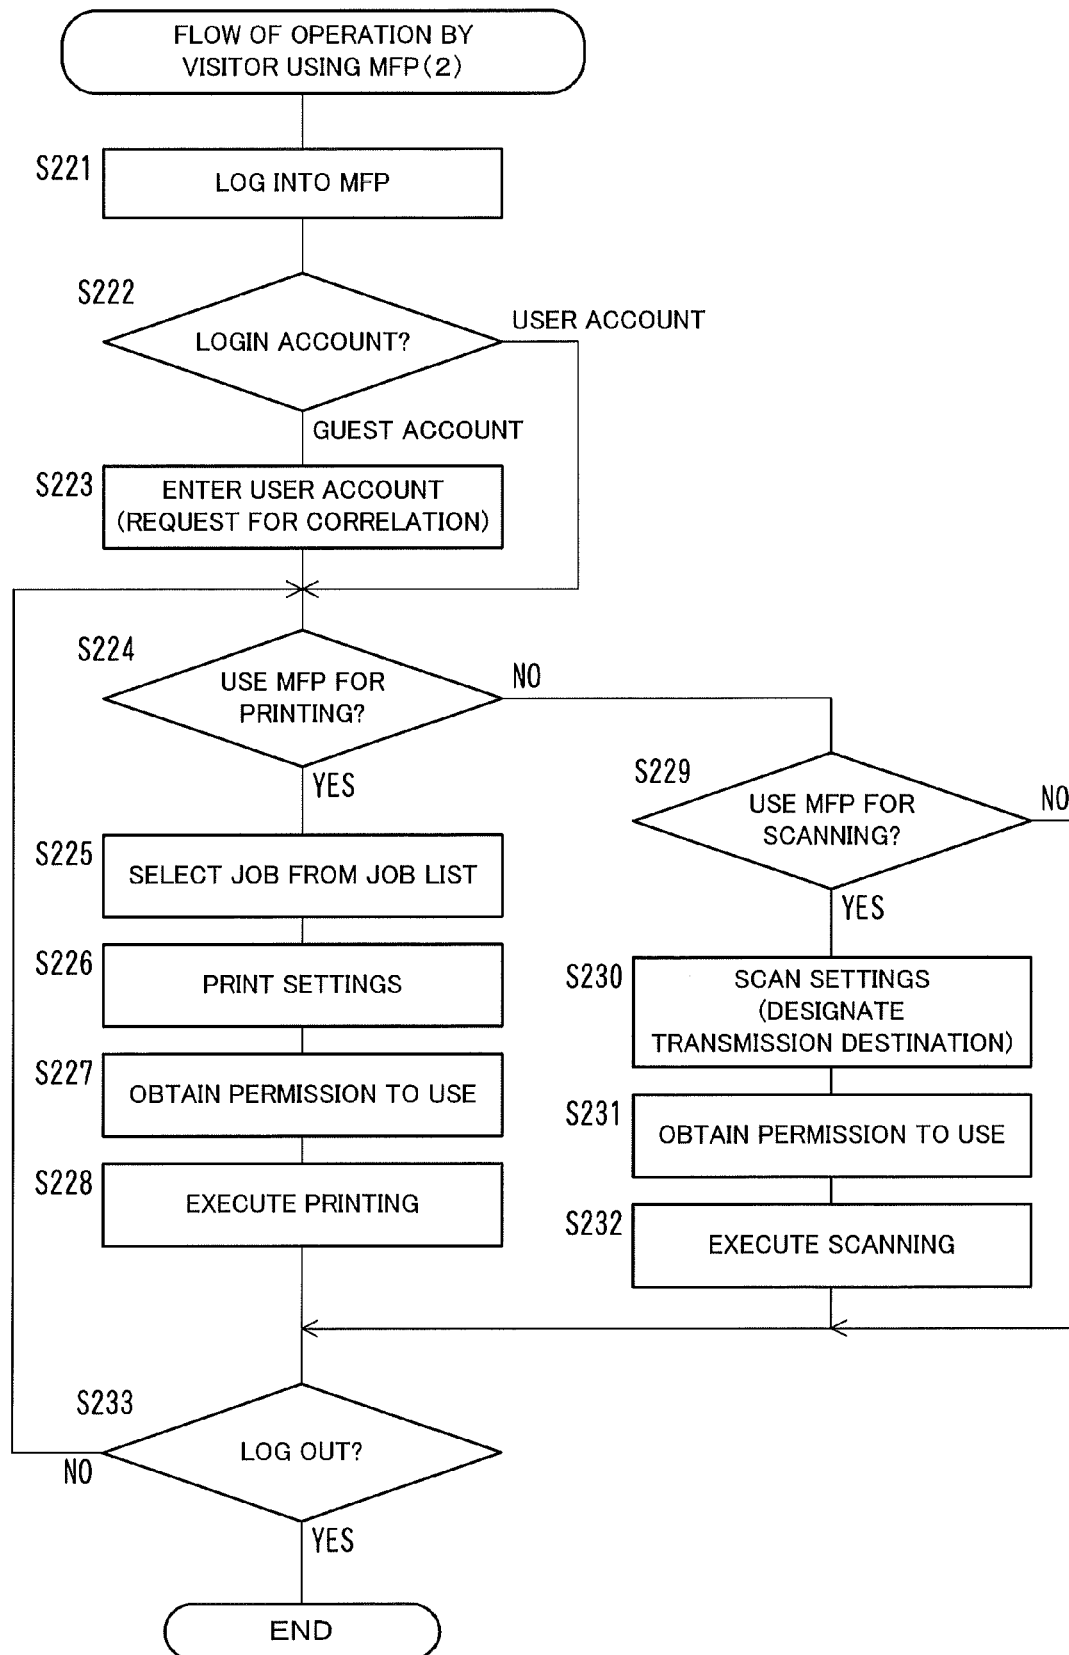 FLOW OF OPERATION BY
VISITOR USING MFP(2)
S221
LOG INTO MFP
S222
LOGIN ACCOUNT?
USER ACCOUNT
GUEST ACCOUNT
S223
ENTER USER ACCOUNT
(REQUEST FOR CORRELATION)
S224
USE MFP FOR
PRINTING?
NO
YES
S229
USE MFP FOR
SCANNING?
NO
YES
S225
SELECT JOB FROM JOB LIST
S226
PRINT SETTINGS
S227
OBTAIN PERMISSION TO USE
S228
EXECUTE PRINTING
S230
SCAN SETTINGS
(DESIGNATE
TRANSMISSION DESTINATION)
S231
OBTAIN PERMISSION TO USE
S232
EXECUTE SCANNING
S233
LOG OUT?
NO
YES
END